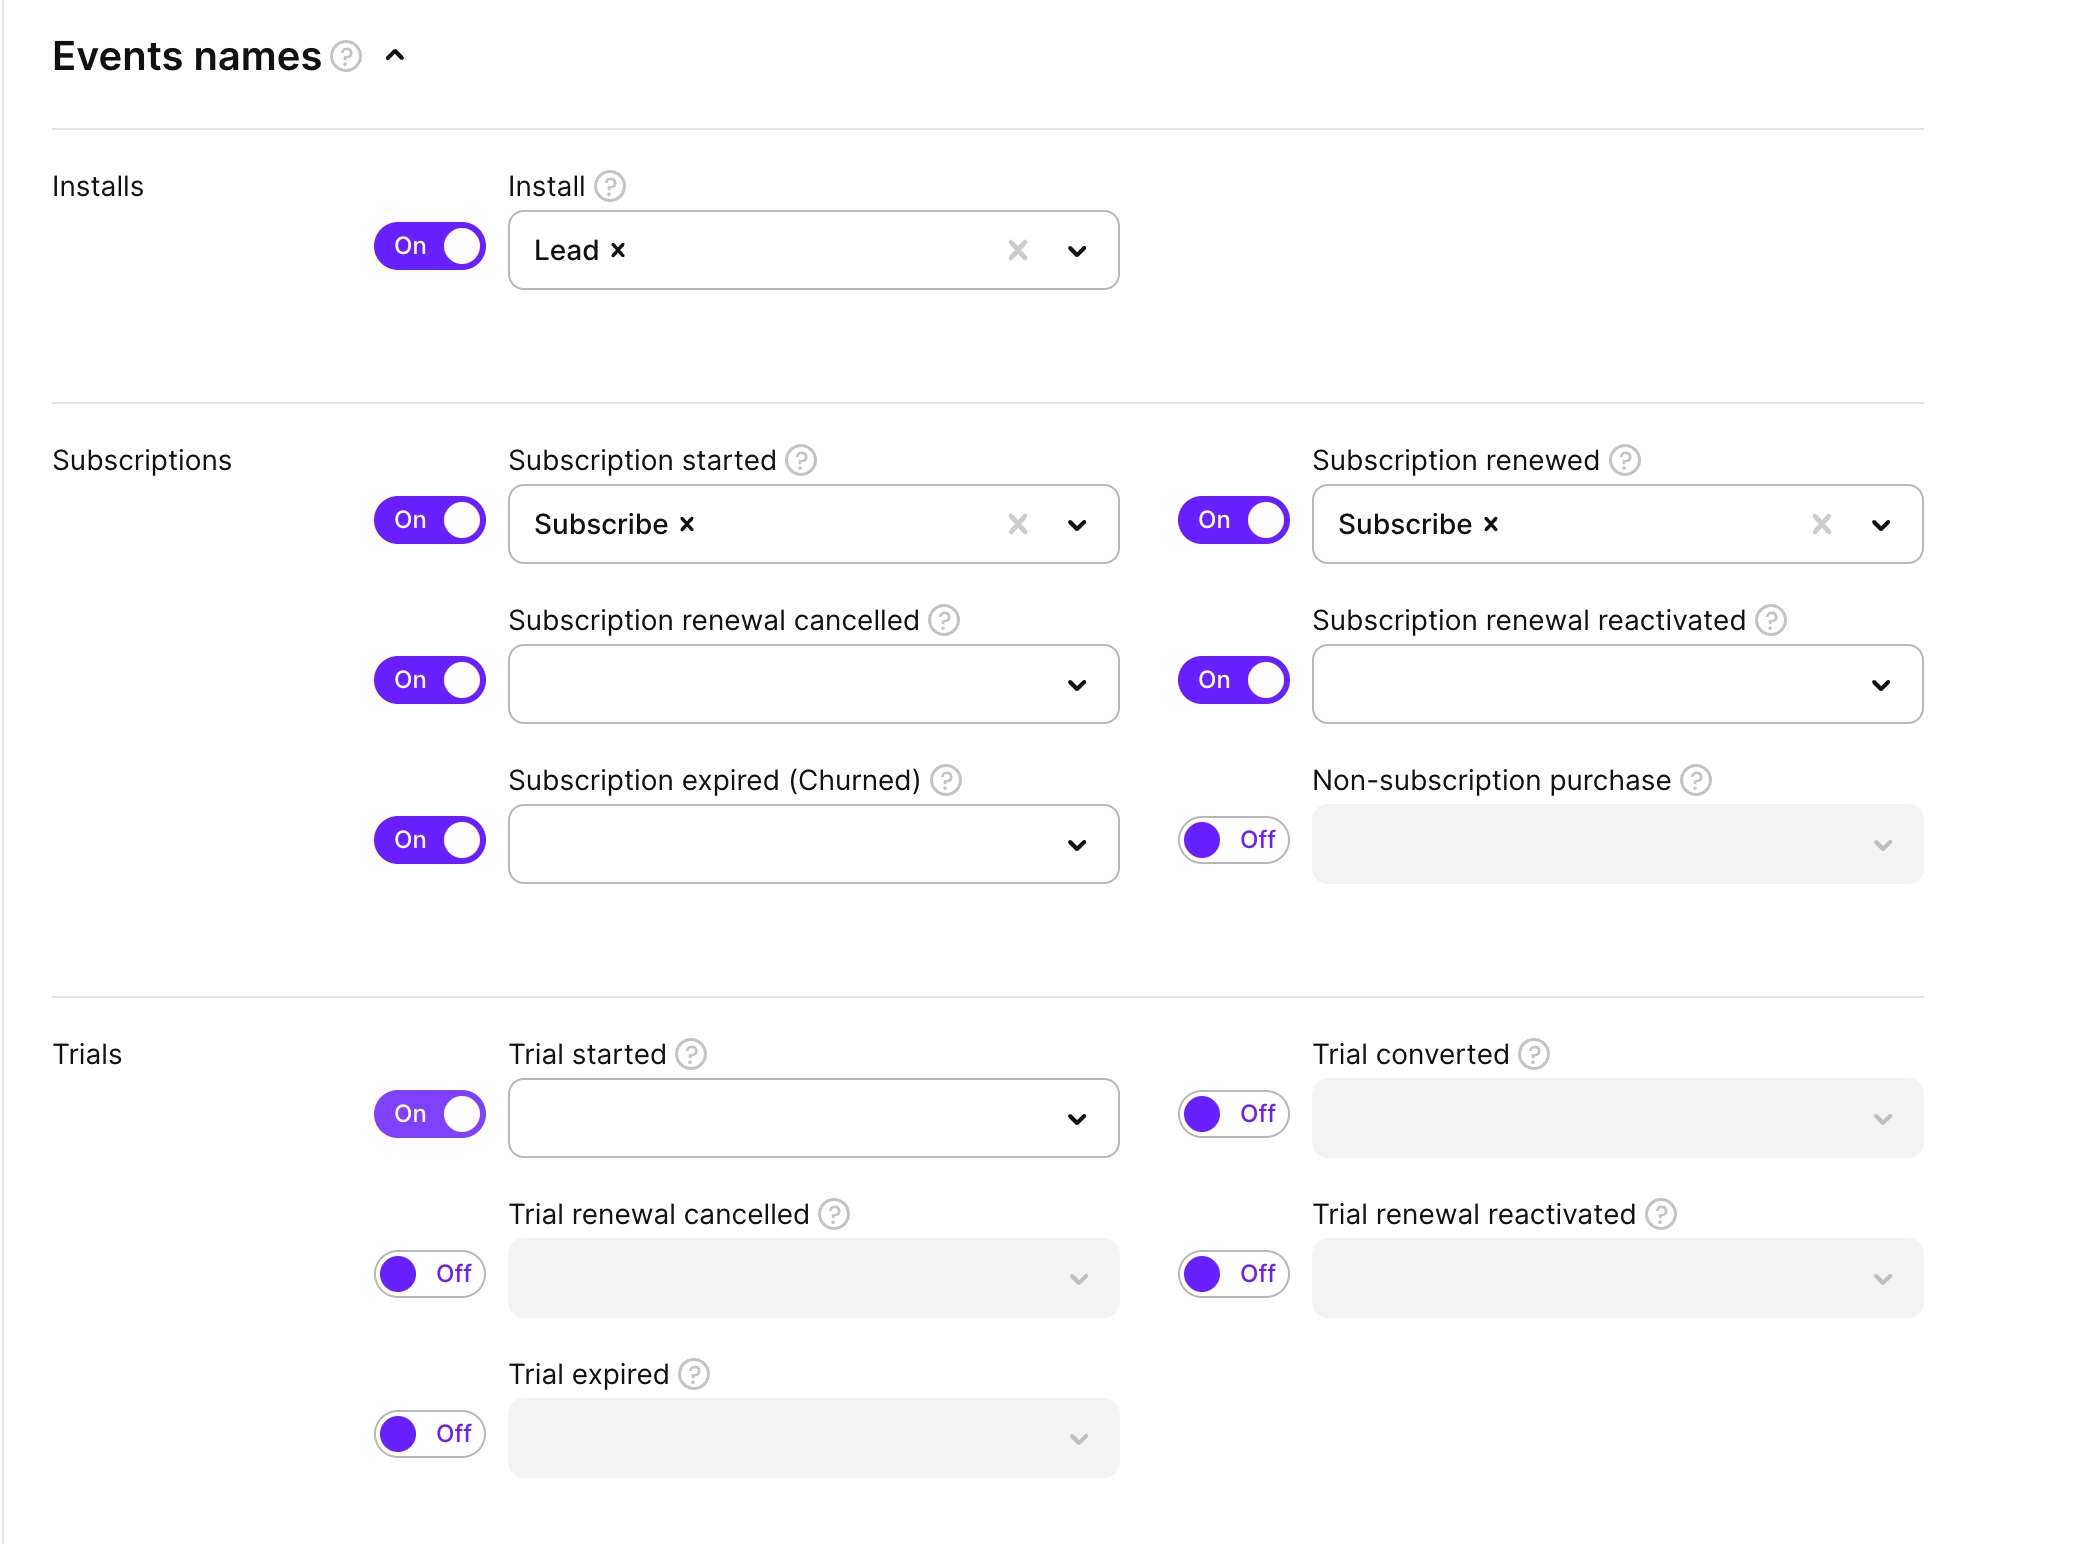 Events names
Installs
Install
On
Lead
Subscriptions
Subscription started
Subscription renewed
On
Subscribe
On
Subscribe
Subscription renewal cancelled
Subscription renewal reactivated
On
On
Subscription expired (Churned)
Non-subscription purchase
On
Off
Trials
Trial started
Trial converted
On
Off
Trial renewal cancelled
Trial renewal reactivated
Off
Off
Trial expired
Off